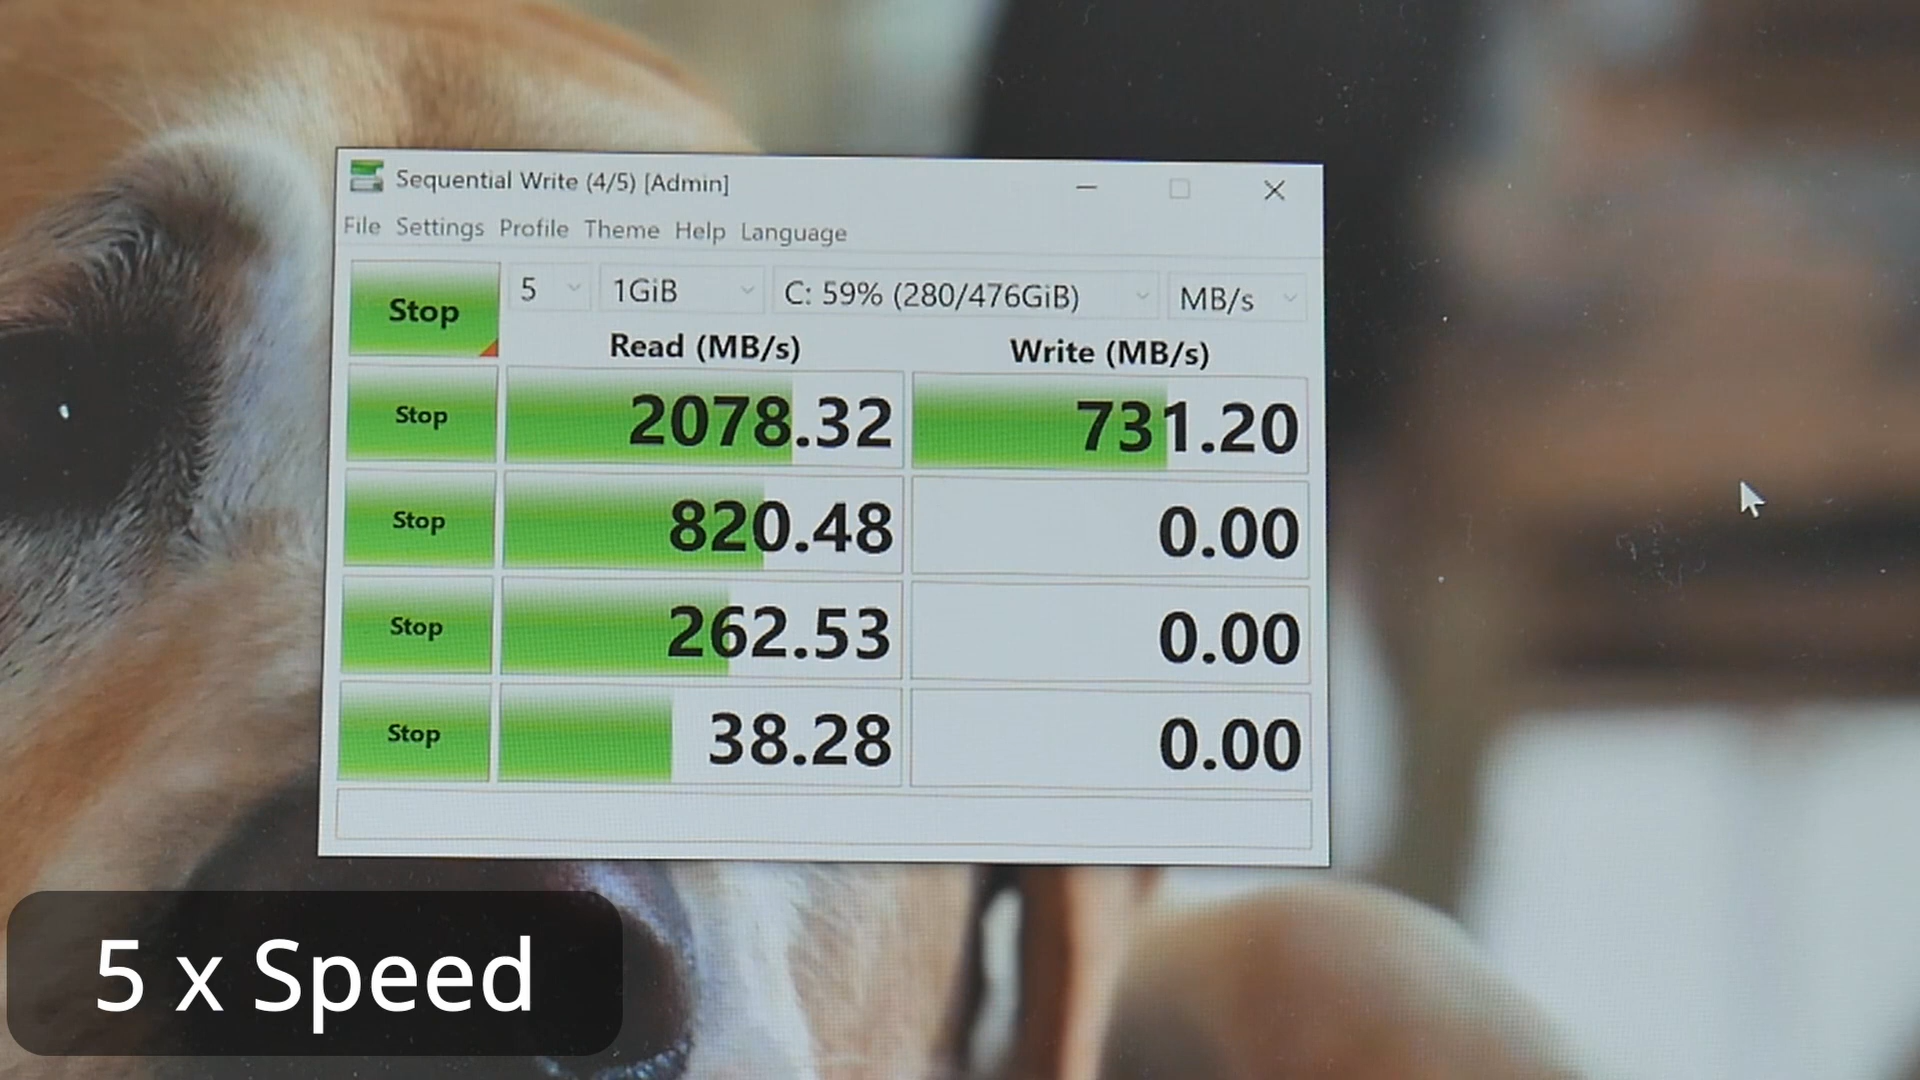 Sequential Write (4/5) [Admin]
File Settings Profile Theme Help Language
Stop 5 1GiB C: 59% (280/476GiB) MB/s
Read (MB/s) Write (MB/s)
Stop 2078.32 731.20
Stop 820.48 0.00
Stop 262.53 0.00
Stop 38.28 0.00
5 x Speed